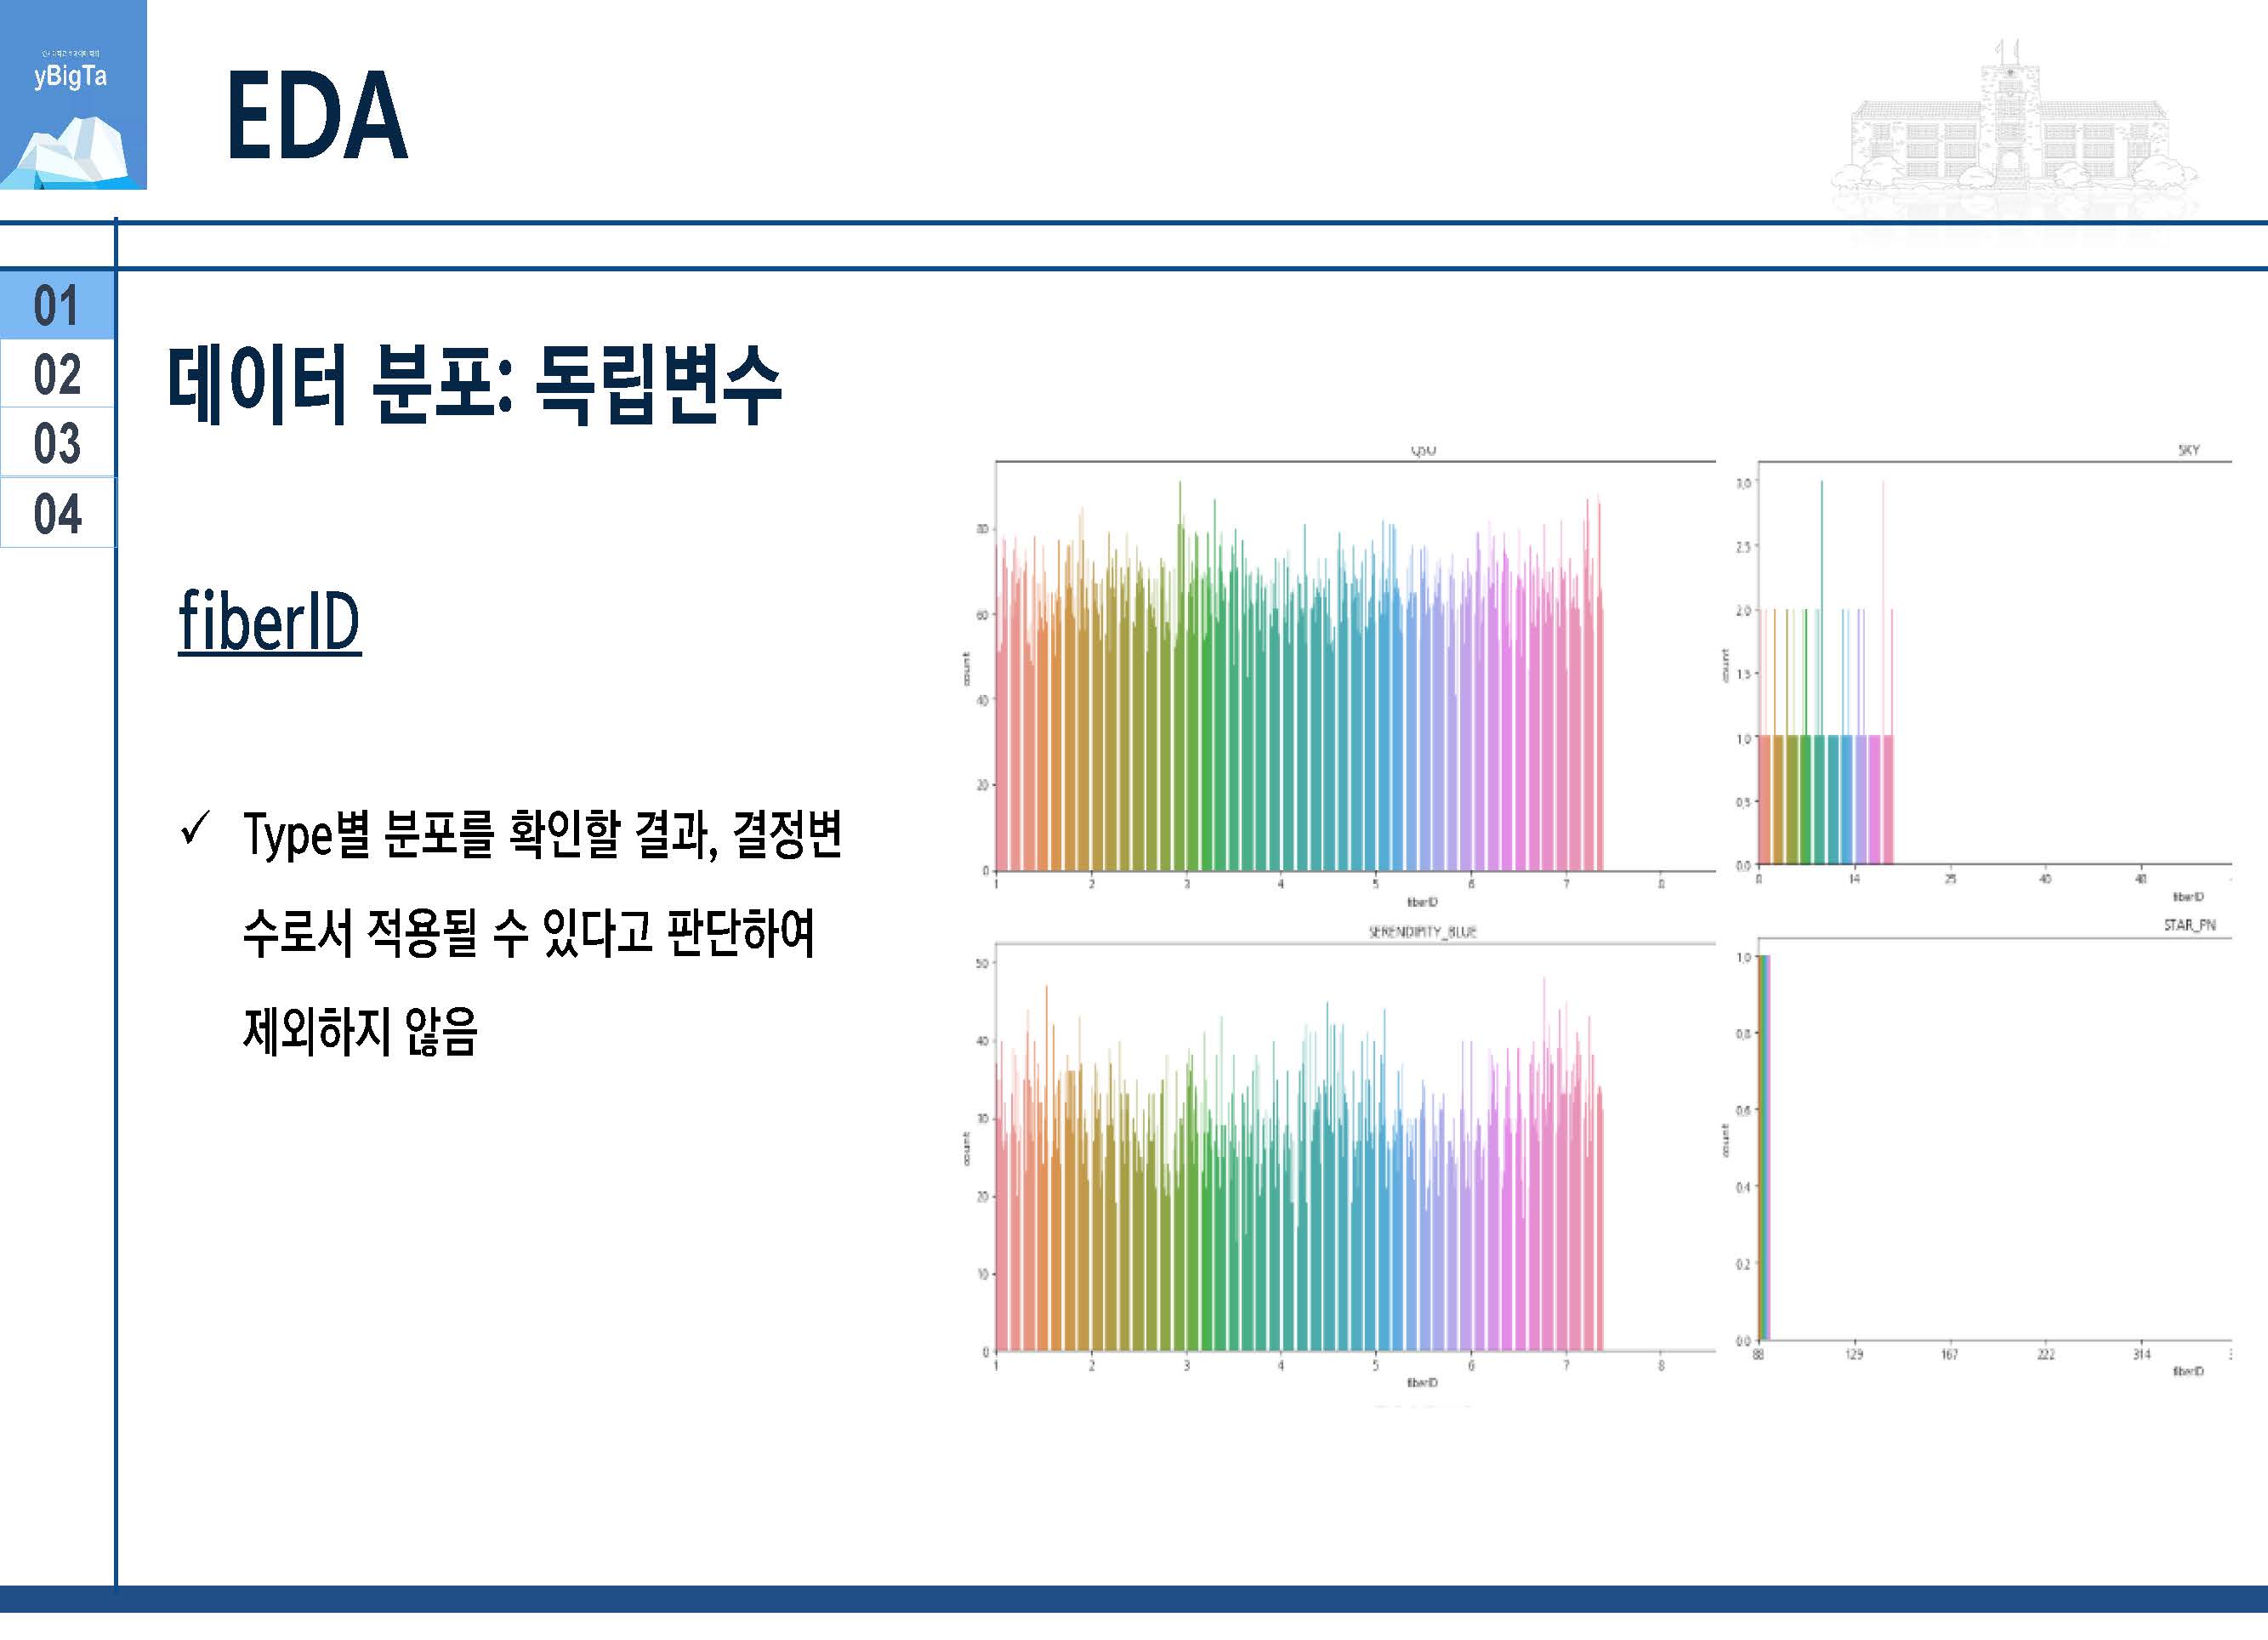 yBigTa
EDA
01
02
03
04
데이터 분포: 독립변수
fiberID
✓ Type별 분포를 확인할 결과, 결정변
수로서 적용될 수 있다고 판단하여
제외하지 않음
QSO
80
60
40
20
0
count
1 2 3 4 5 6 7 8
fiberID
SKY
3.0
2.5
2.0
1.5
1.0
0.5
0.0
count
14
fiberID
SERENDIPITY_BLUE
50
40
30
20
10
0
count
1 2 3 4 5 6 7 8
fiberID
STAR_PN
1.0
0.8
0.6
0.4
0.2
0.0
count
88 129 167 222 314
fiberID